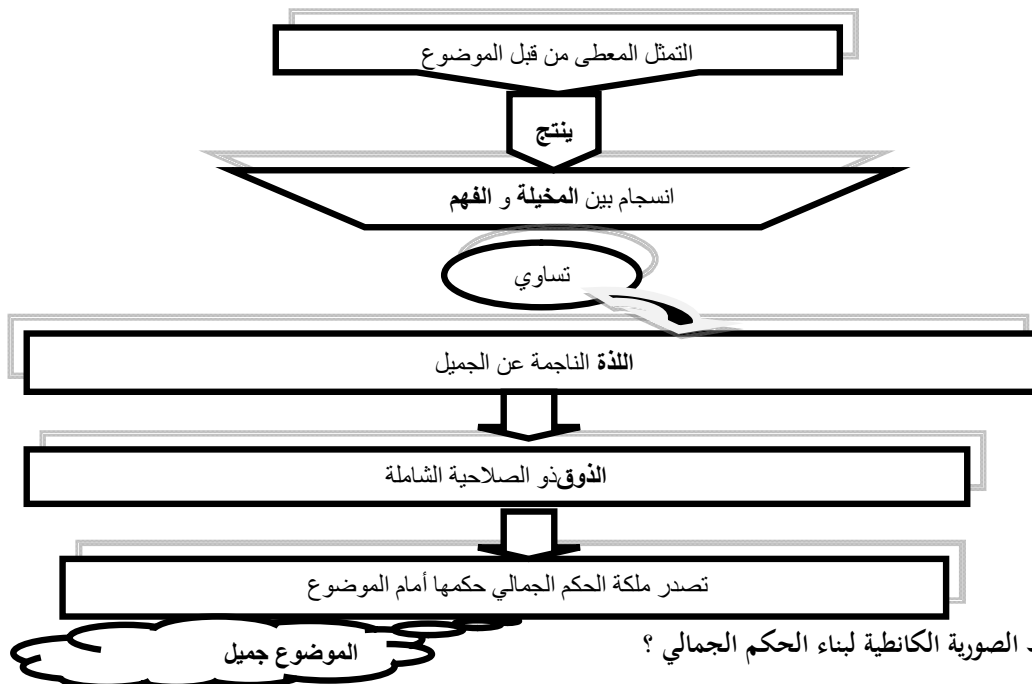 التمثل المعطى من قبل الموضوع
ينتج
انسجام بين المخيلة و الفهم
تساوي
اللذة الناجمة عن الجميل
الذوق ذو الصلاحية الشاملة
تصدر ملكة الحكم الجمالي حكمها أمام الموضوع
الموضوع جميل
الصورية الكانطية لبناء الحكم الجمالي ؟